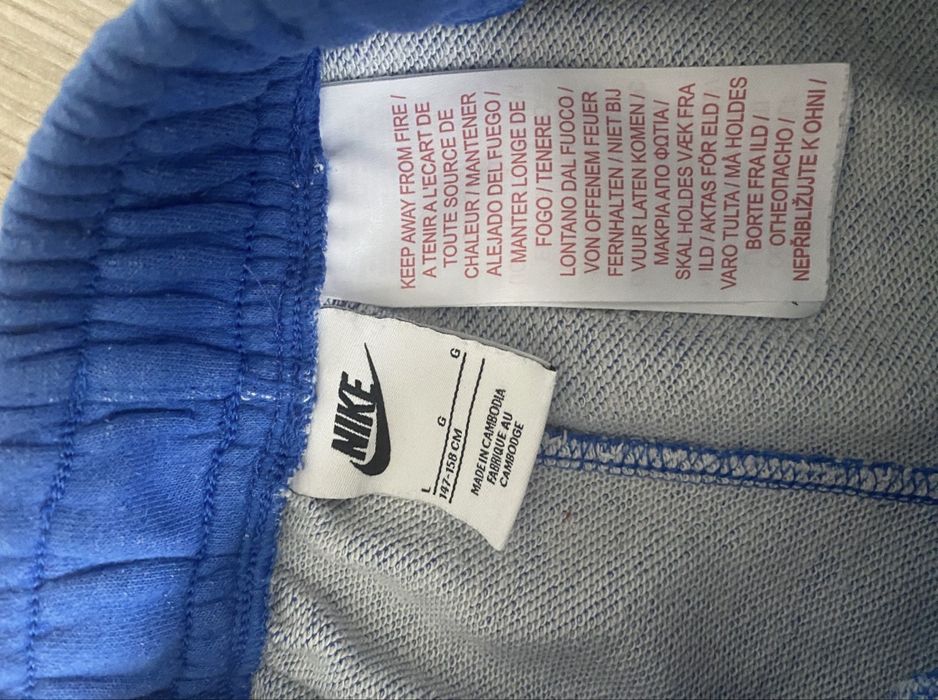 KEEP AWAY FROM FIRE /
A TENIR A L'ECART DE
TOUTE SOURCE DE
CHALEUR / MANTENER
ALEJADO DEL FUEGO /
MANTER LONGE DE
FOGO / TENERE
LONTANO DAL FUOCO /
VON OFFENEM FEUER
FERNHALTEN / NIET BIJ
VUUR LATEN KOMEN /
ΜΑΚΡΙΑ ΑΠΟ ΦΩΤΙΑ /
SKAL HOLDES VÆK FRA
ILD / AKTAS FÖR ELD /
VARO TULTA / MÅ HOLDES
BORTE FRA ILD /
ОГНЕОПАСНО /
NEPŘIBLIŽUJTE K OHNI /
NIKE
L G G
147-158 CM
MADE IN CAMBODIA
FABRIQUE AU
CAMBODGE